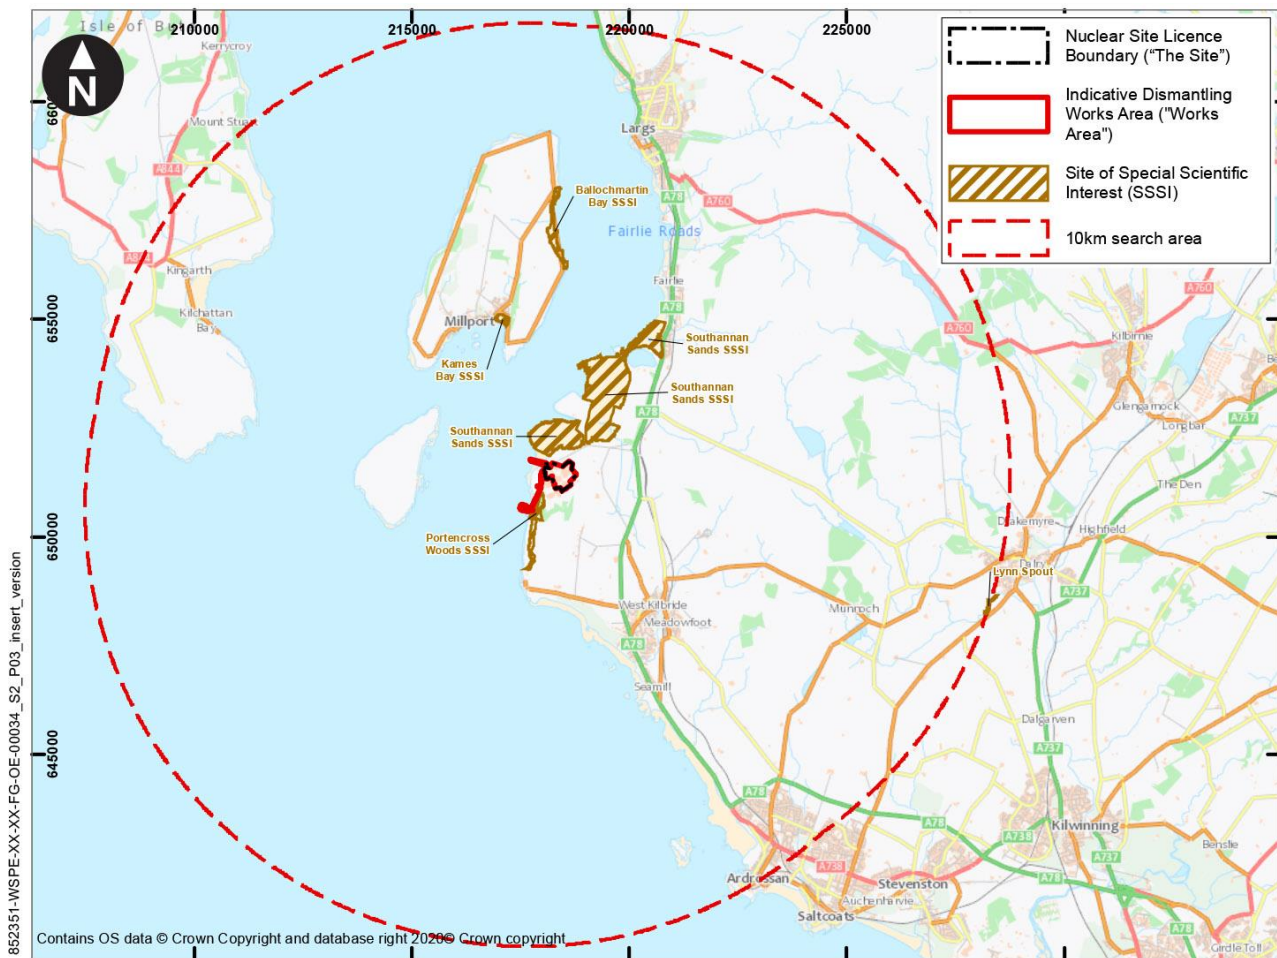 210000
215000
220000
225000
660000
655000
650000
645000
N
Nuclear Site Licence
Boundary (“The Site”)
Indicative Dismantling
Works Area ("Works
Area")
Site of Special Scientific
Interest (SSSI)
10km search area
Isle of
Kerrycroy
Mount
A844
Kingarth
Kilchattan
Bay
Largs
A78
A760
Ballochmartin
Bay SSSI
Fairlie Roads
Fairlie
A78
Millport
Kames
Bay SSSI
Southannan
Sands SSSI
Southannan
Sands SSSI
Southannan
Sands SSSI
A78
A760
A760
Kilbirnie
Glengarnock
Longbar
A737
The Den
Highfield
Drakemyre
Dalry
Lynn Spout
A737
Portencross
Woods SSSI
West Kilbride
Meadowfoot
Munnoch
A78
Seamill
Dalgarven
A737
A78
A78
A738
Kilwinning
A737
Benslie
A738
Ardrossan
Stevenston
A78
Auchenharvie
Saltcoats
A78
Girdle Toll
Contains OS data © Crown Copyright and database right 2020© Crown copyright
852351-WSPE-XX-XX-FG-OE-00034_S2_P03_insert_version